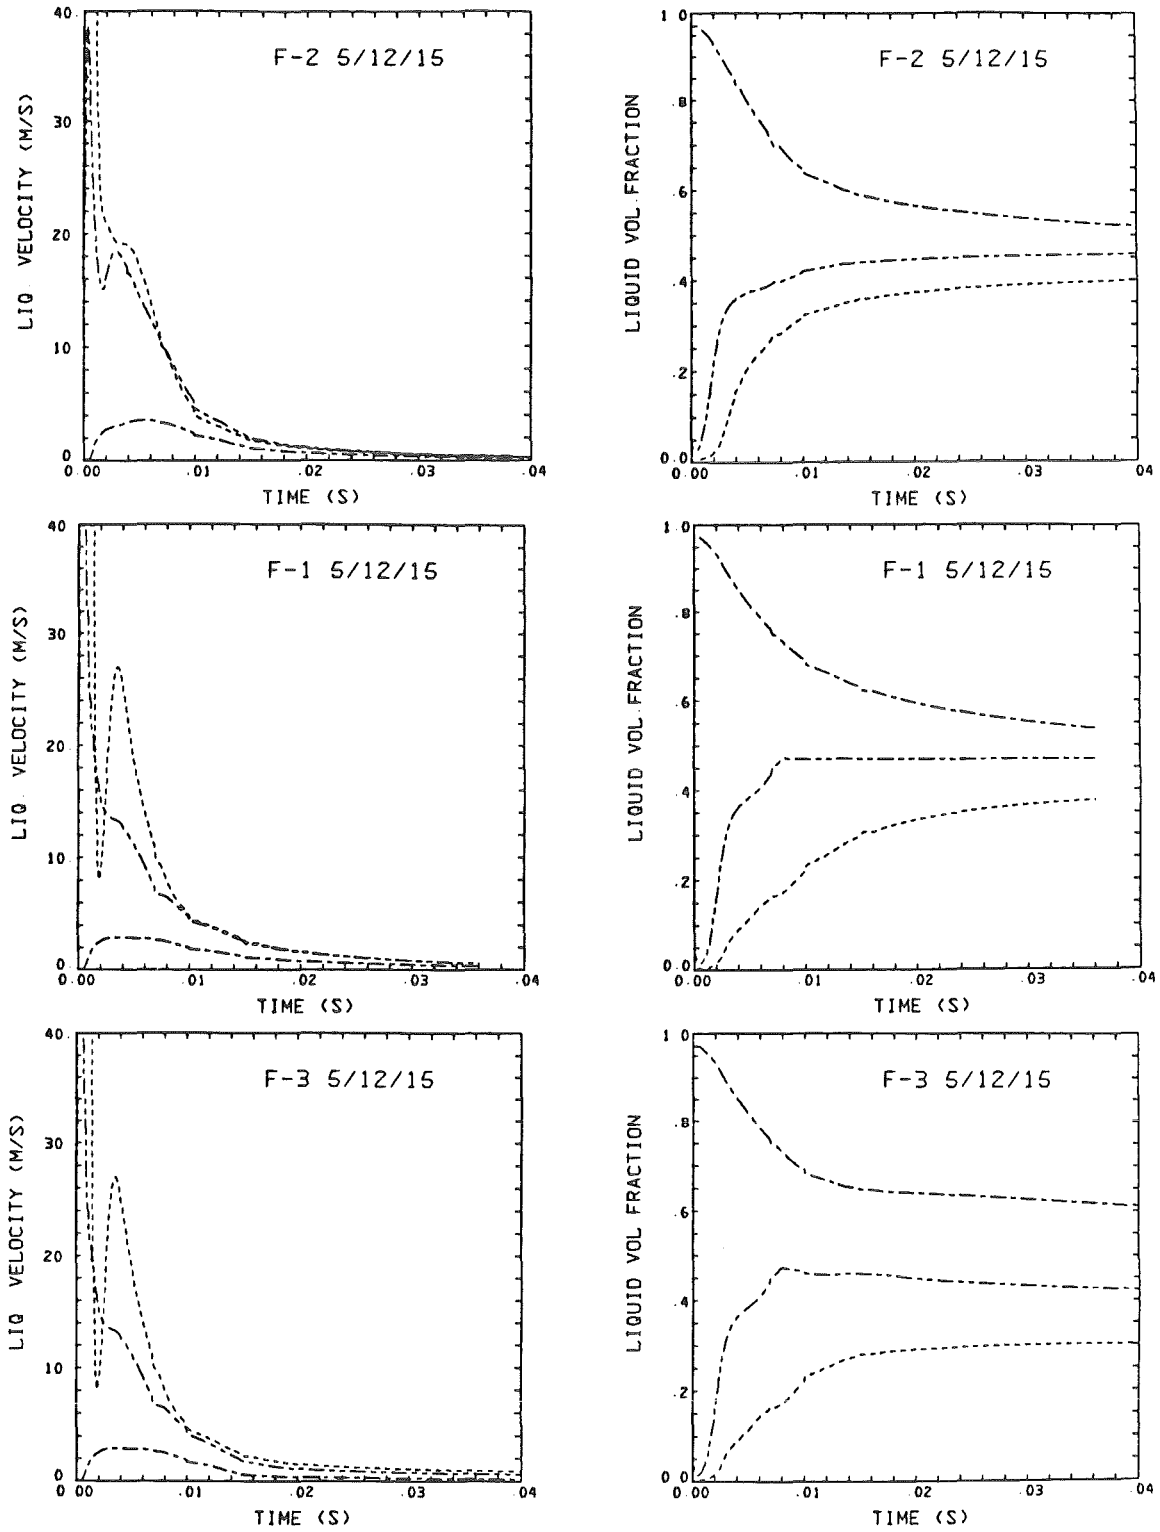 40
F-2 5/12/15
30
20
10
0
LIQ. VELOCITY (M/S)
0.00 .01 .02 .03 .04
TIME (S)
1.0
F-2 5/12/15
.8
.6
.4
.2
0.0
LIQUID VOL.FRACTION
0.00 .01 .02 .03 .04
TIME (S)
40
F-1 5/12/15
30
20
10
0
LIQ. VELOCITY (M/S)
0.00 .01 .02 .03 .04
TIME (S)
1.0
F-1 5/12/15
.8
.6
.4
.2
0.0
LIQUID VOL.FRACTION
0.00 .01 .02 .03 .04
TIME (S)
40
F-3 5/12/15
30
20
10
0
LIQ VELOCITY (M/S)
0.00 .01 .02 .03 .04
TIME (S)
1.0
F-3 5/12/15
.8
.6
.4
.2
0.0
LIQUID VOL FRACTION
0.00 .01 .02 .03 .04
TIME (S)